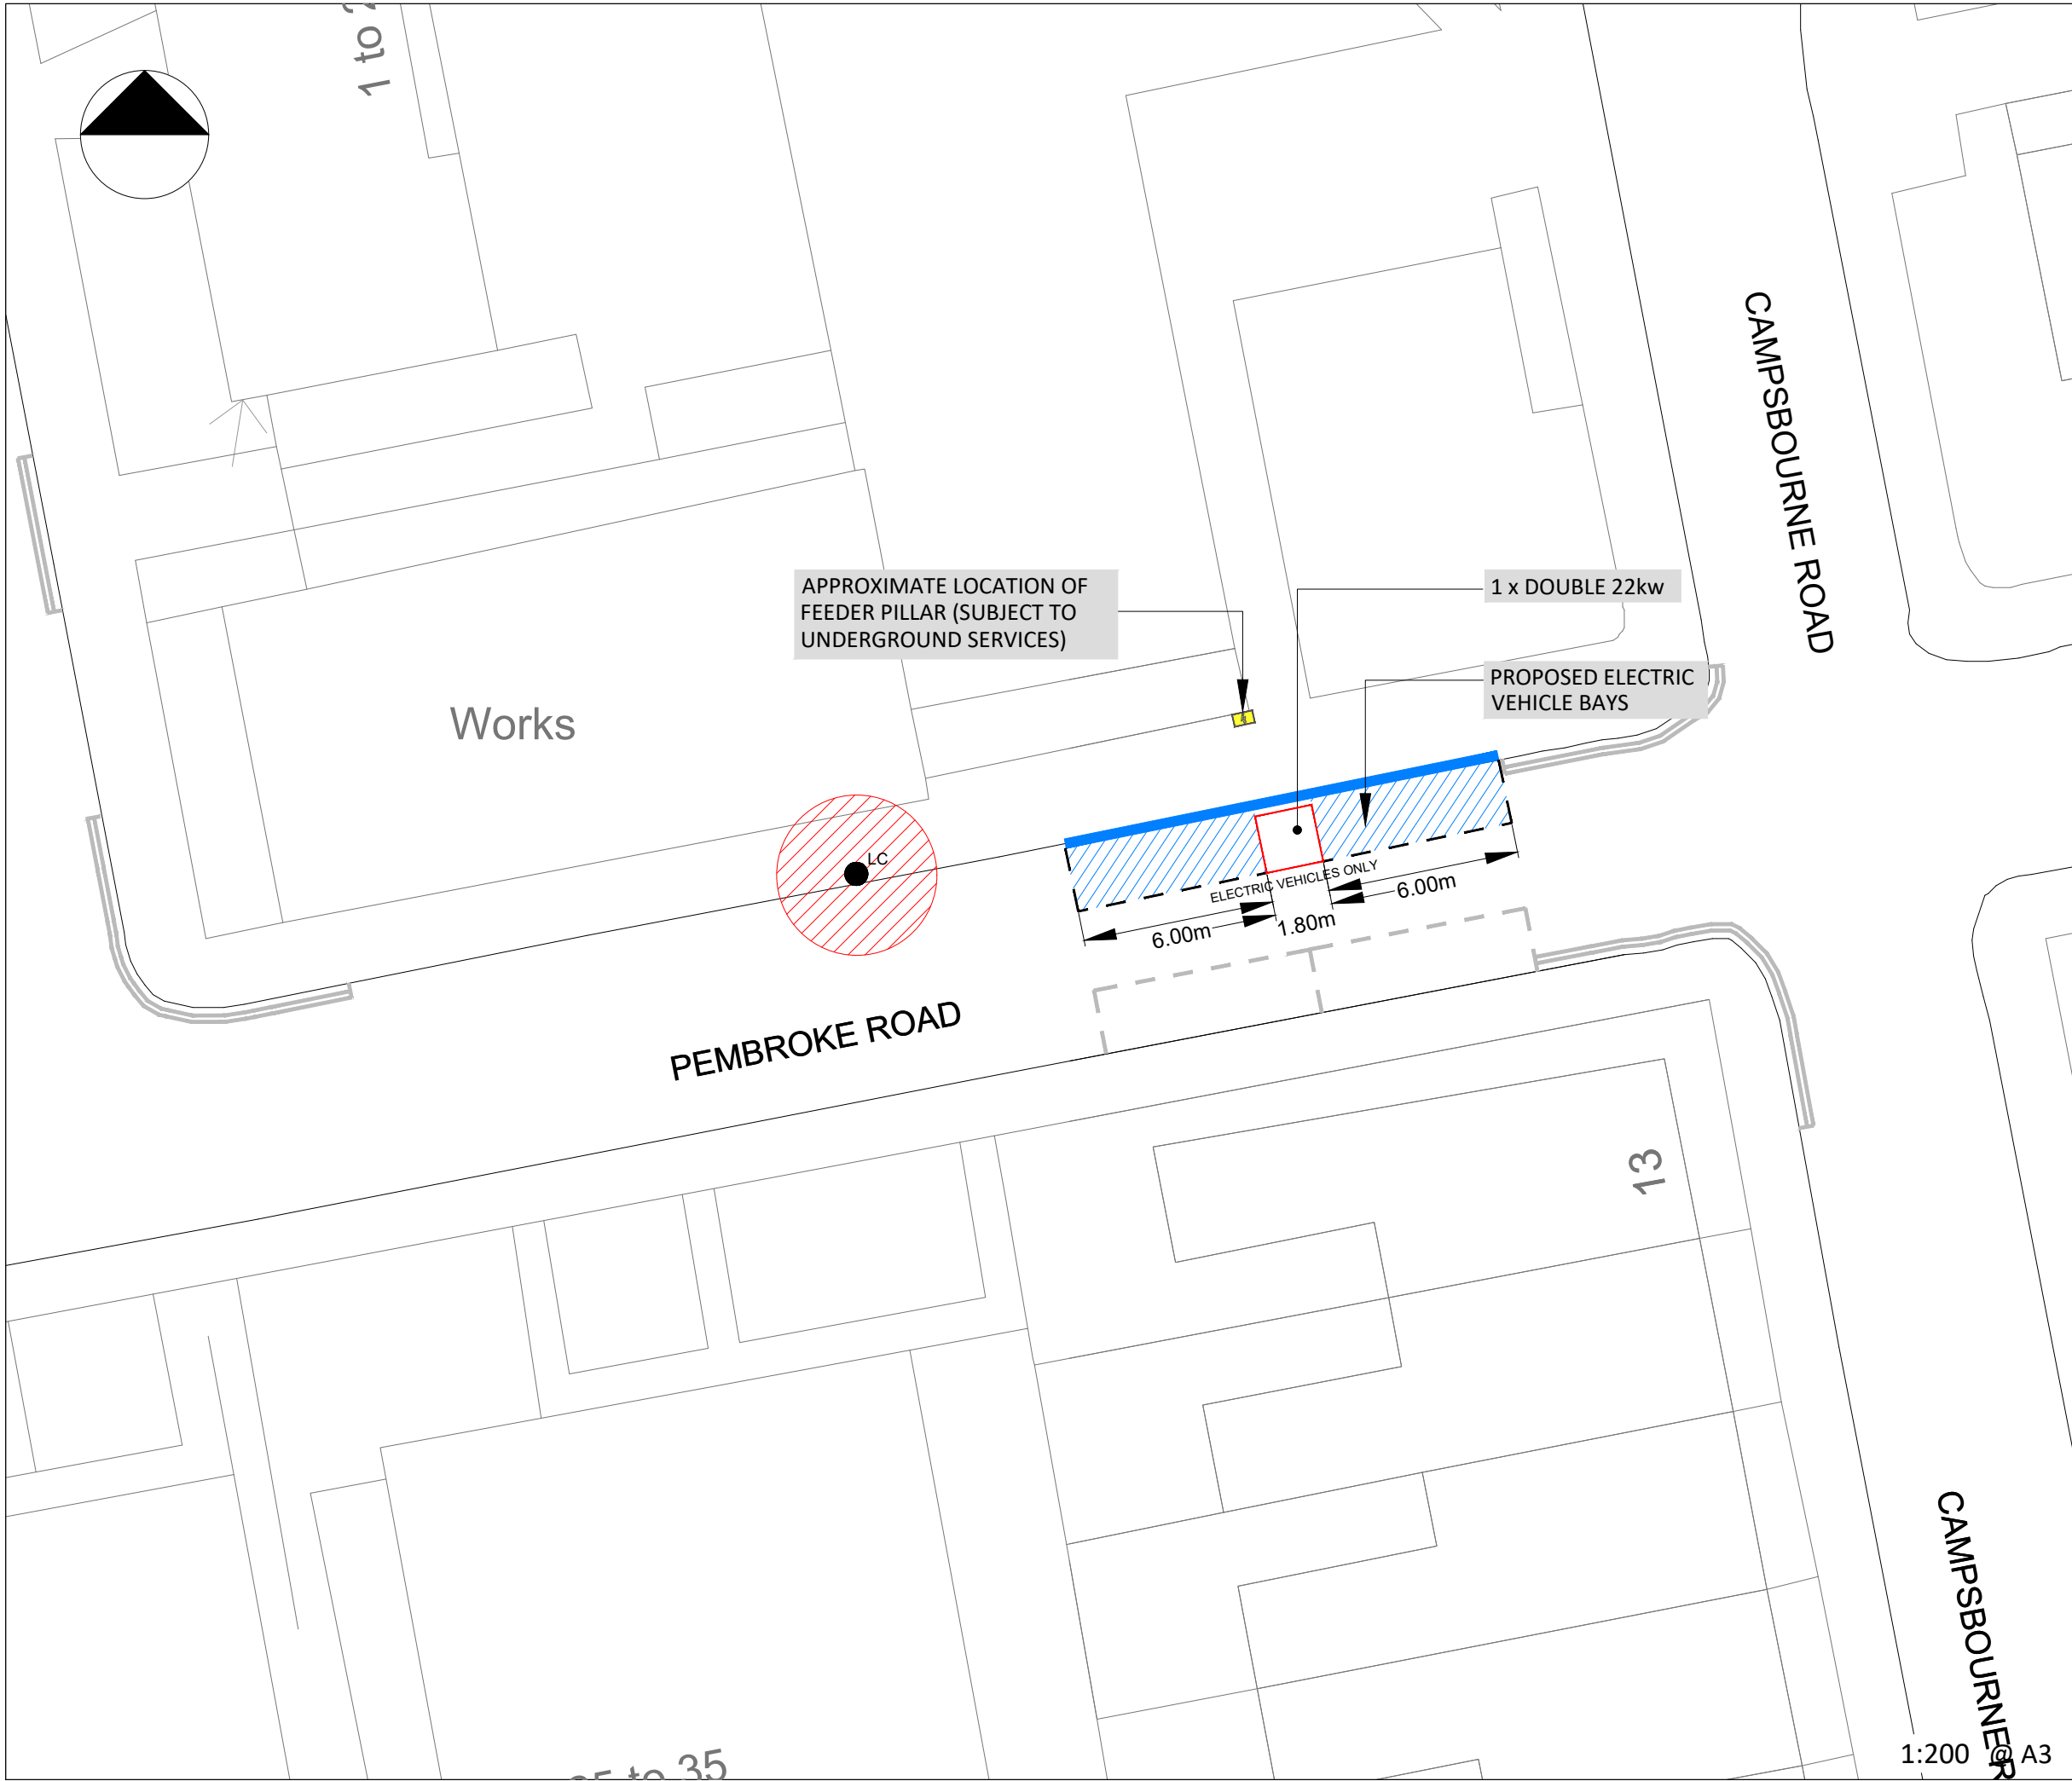 1 to
CAMPSBOURNE ROAD
APPROXIMATE LOCATION OF
FEEDER PILLAR (SUBJECT TO
UNDERGROUND SERVICES)
1 x DOUBLE 22kw
PROPOSED ELECTRIC
VEHICLE BAYS
Works
LC
ELECTRIC VEHICLES ONLY
6.00m
1.80m
6.00m
PEMBROKE ROAD
13
CAMPSBOURNE R
to 35
1:200 @ A3